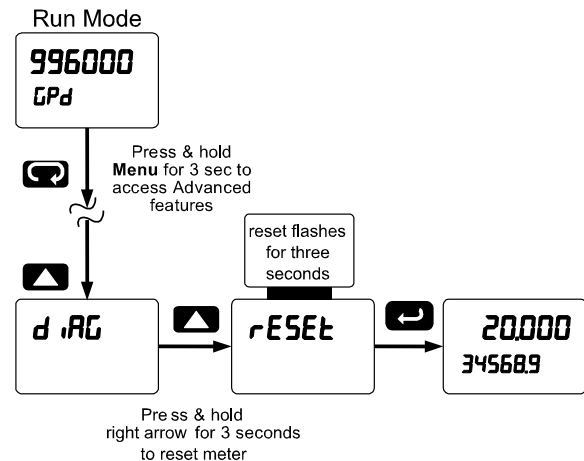 Run Mode
996000
GPd
Press & hold
Menu for 3 sec to
access Advanced
features
reset flashes
for three
seconds
diAG
rESEt
20.000
34568.9
Press & hold
right arrow for 3 seconds
to reset meter